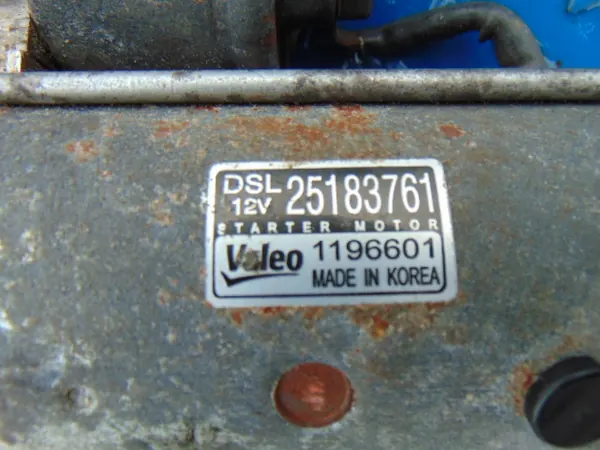 DSL 12V 25183761
STARTER MOTOR
Valeo 1196601
MADE IN KOREA